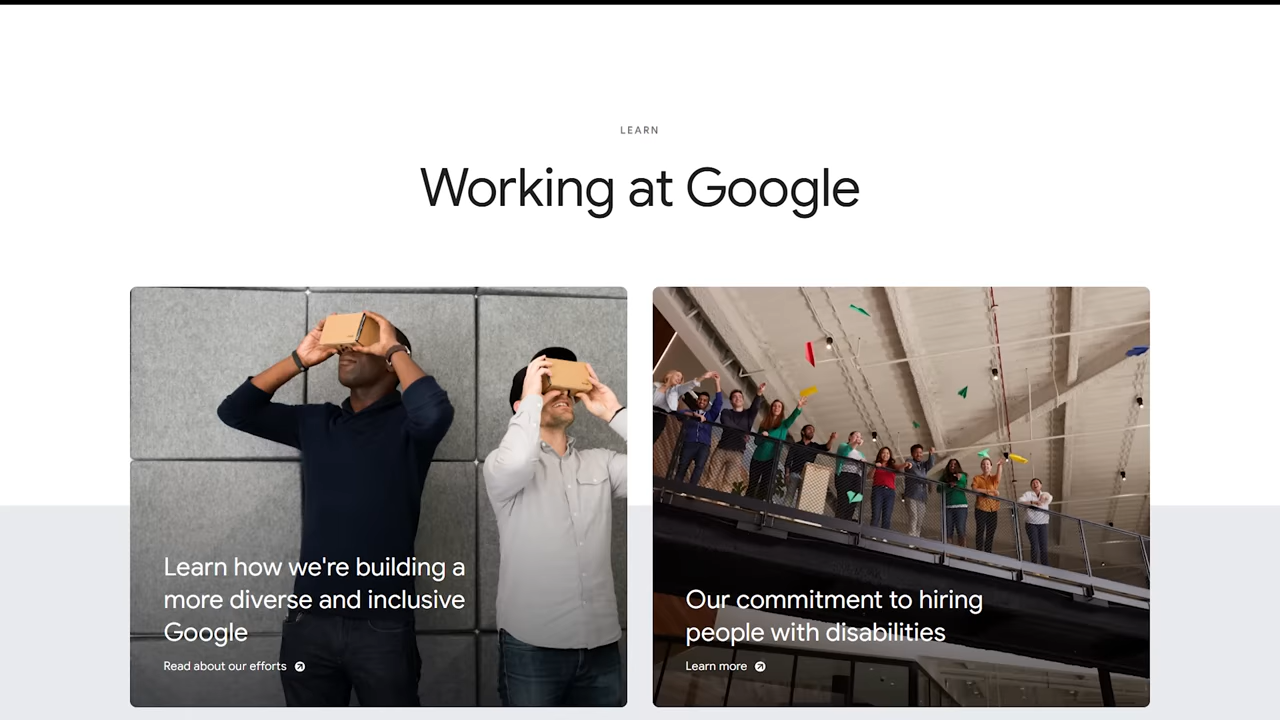 LEARN
Working at Google
Learn how we're building a
more diverse and inclusive
Google
Read about our efforts
Our commitment to hiring
people with disabilities
Learn more